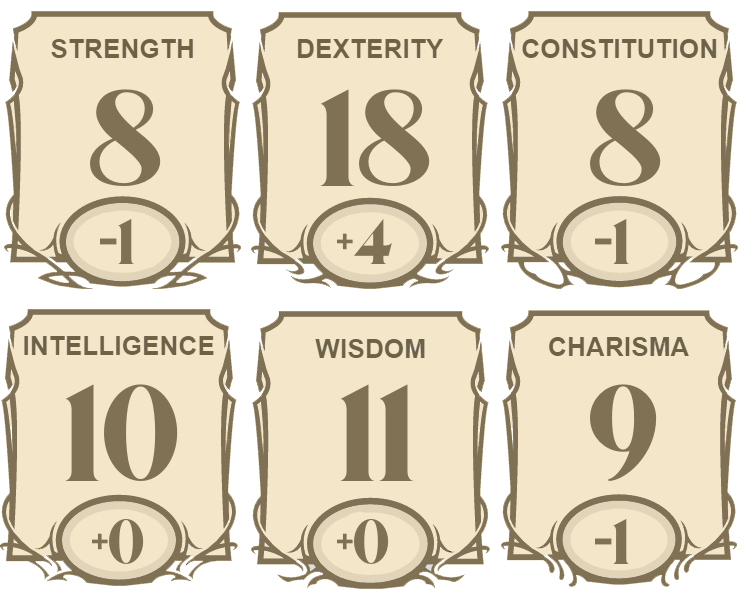 STRENGTH
8
-1
DEXTERITY
18
+4
CONSTITUTION
8
-1
INTELLIGENCE
10
+0
WISDOM
11
+0
CHARISMA
9
-1